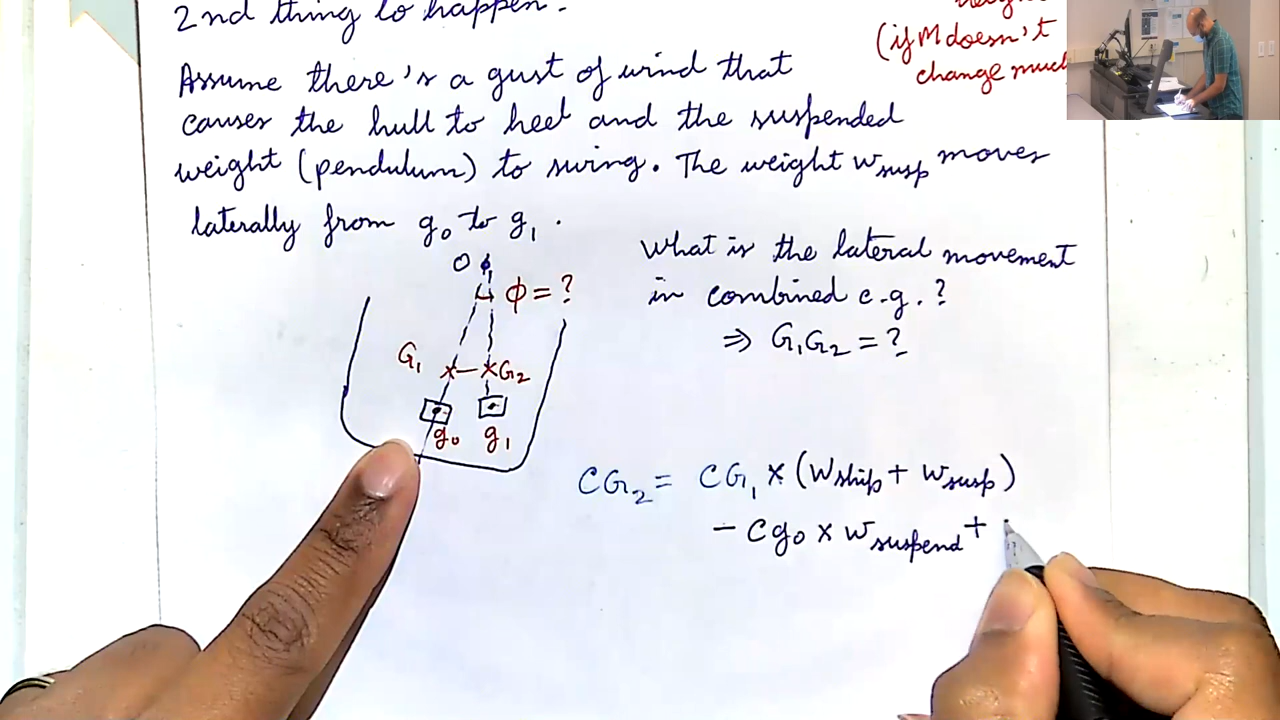 2nd thing to happen.
(if M doesn't
change much
Assume there's a gust of wind that
causes the hull to heel and the suspended
weight (pendulum) to swing. The weight wsusp moves
laterally from g0 to g1.
What is the lateral movement
in combined c.g.?
⇒ G1G2 = ?
O
φ = ?
G1 G2
g0 g1
CG2 = CG1 × (Wship + wsusp)
- Cg0 × wsuspend +